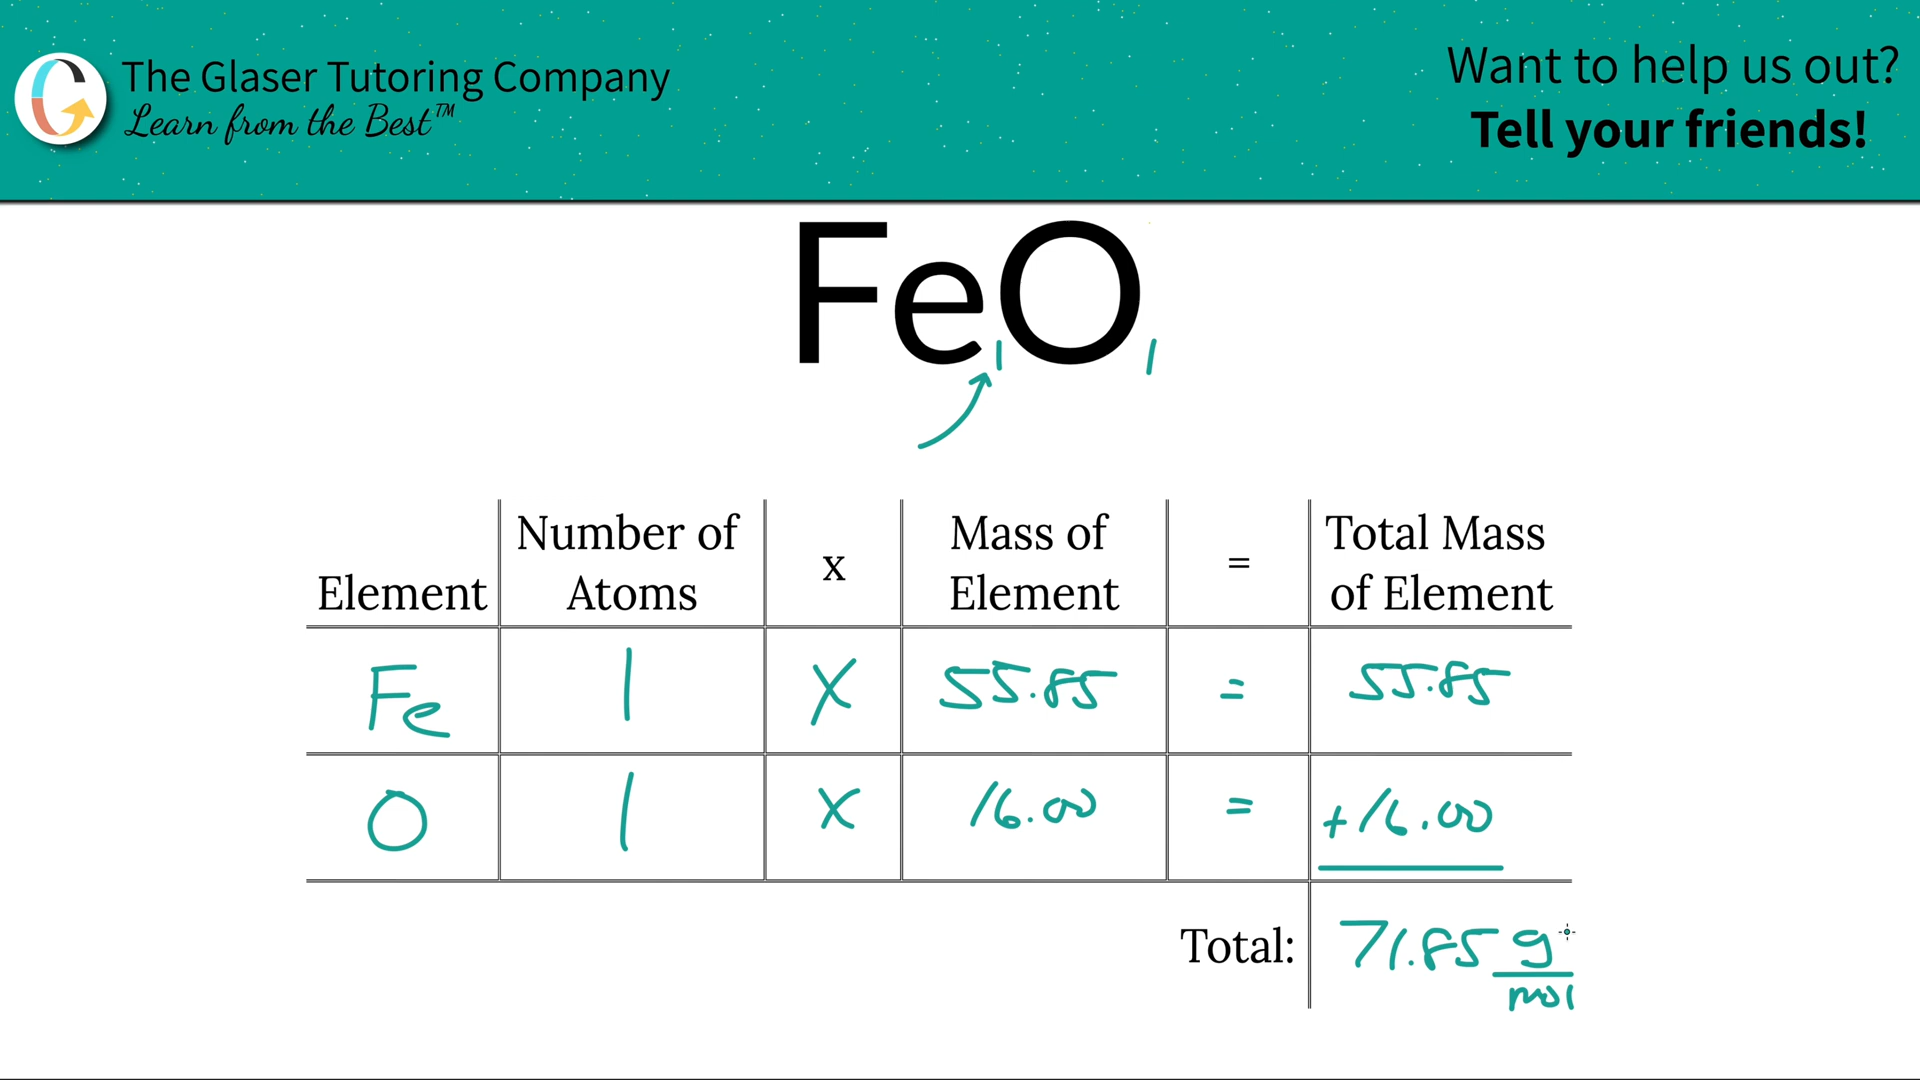 The Glaser Tutoring Company
Learn from the Best™
Want to help us out?
Tell your friends!
FeO
1 1
Element Number of Atoms x Mass of Element = Total Mass of Element
Fe 1 x 55.85 = 55.85
O 1 x 16.00 = +16.00
Total: 71.85 g
mol